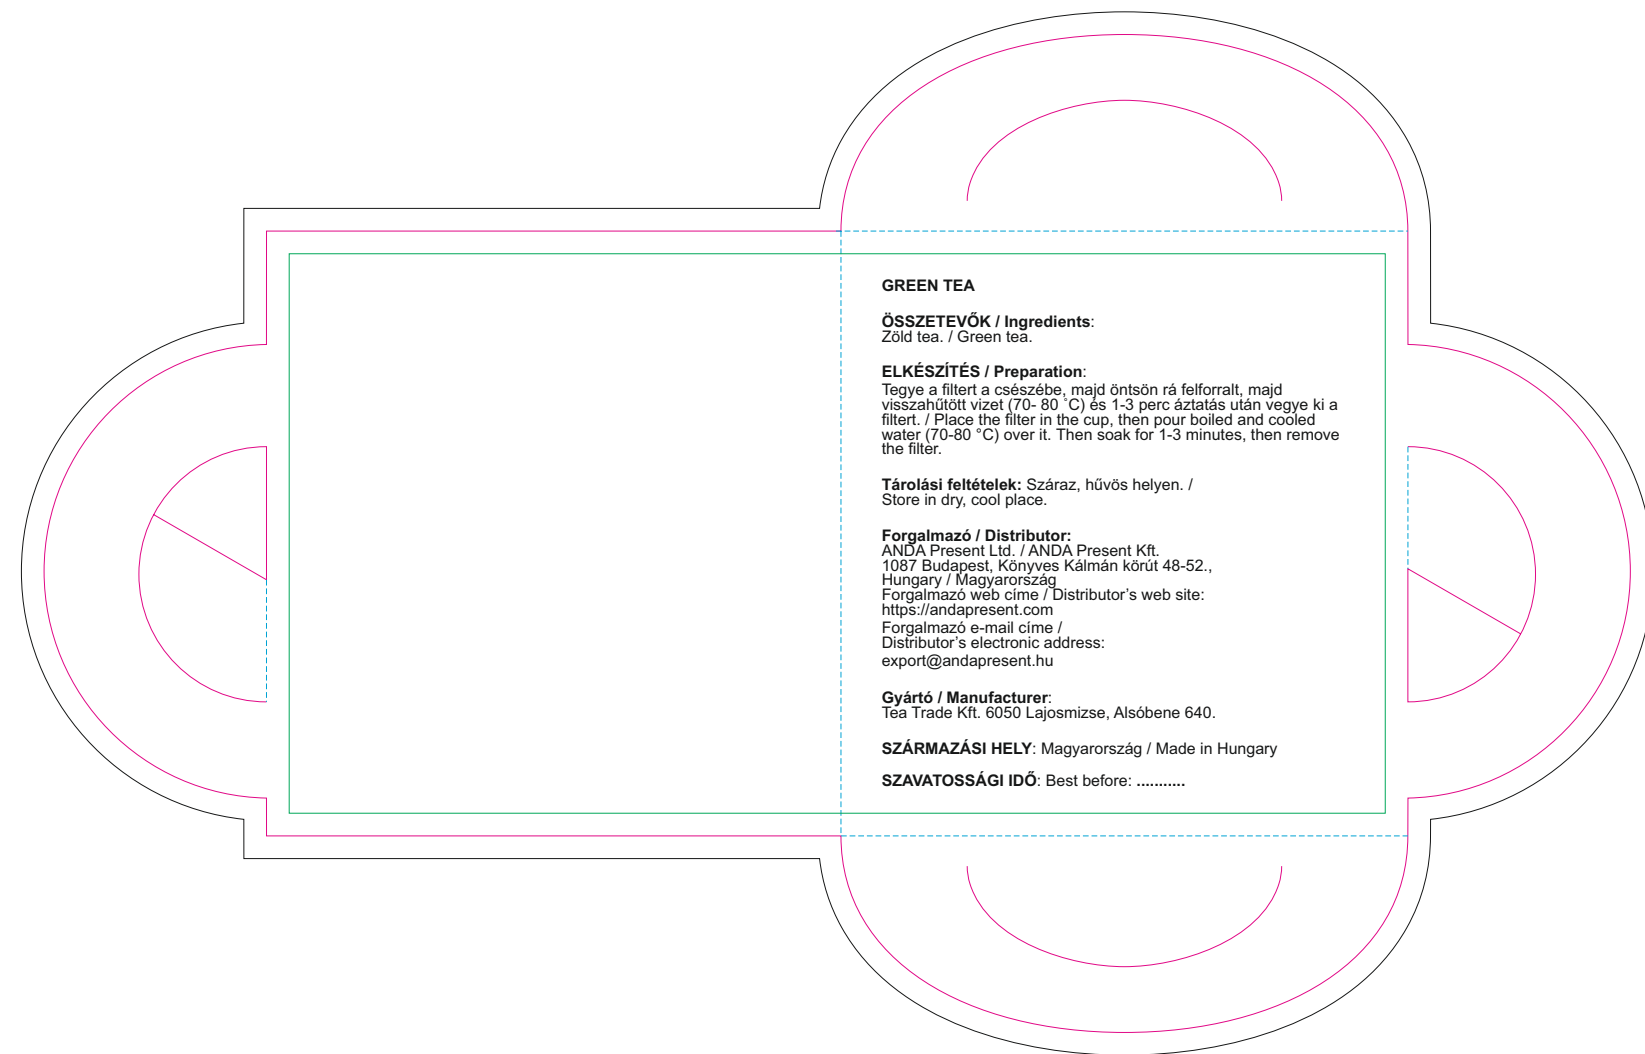 GREEN TEA
ÖSSZETEVŐK / Ingredients:
Zöld tea. / Green tea.
ELKÉSZÍTÉS / Preparation:
Tegye a filtert a csészébe, majd öntsön rá felforralt, majd
visszahűtött vizet (70- 80 ˚C) és 1-3 perc áztatás után vegye ki a
filtert. / Place the filter in the cup, then pour boiled and cooled
water (70-80 °C) over it. Then soak for 1-3 minutes, then remove
the filter.
Tárolási feltételek: Száraz, hűvös helyen. /
Store in dry, cool place.
Forgalmazó / Distributor:
ANDA Present Ltd. / ANDA Present Kft.
1087 Budapest, Könyves Kálmán körút 48-52.,
Hungary / Magyarország
Forgalmazó web címe / Distributor’s web site:
https://andapresent.com
Forgalmazó e-mail címe /
Distributor’s electronic address:
export@andapresent.hu
Gyártó / Manufacturer:
Tea Trade Kft. 6050 Lajosmizse, Alsóbene 640.
SZÁRMAZÁSI HELY: Magyarország / Made in Hungary
SZAVATOSSÁGI IDŐ: Best before: ...........